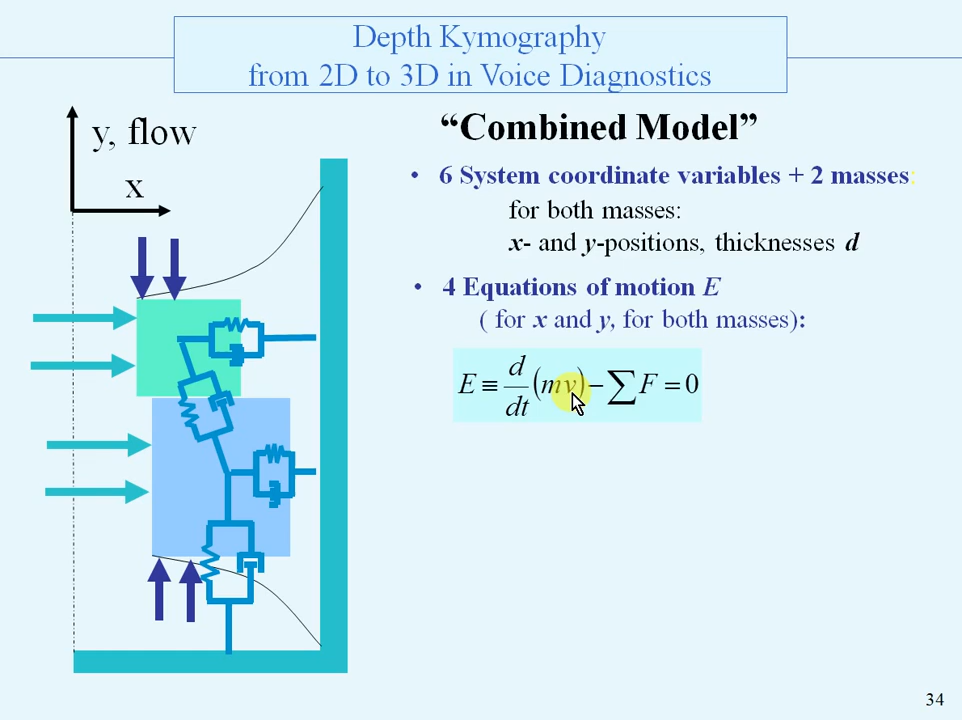 Depth Kymography
from 2D to 3D in Voice Diagnostics
y, flow
x
“Combined Model”
• 6 System coordinate variables + 2 masses:
for both masses:
x- and y-positions, thicknesses d
• 4 Equations of motion E
( for x and y, for both masses):
E ≡ d/dt (mv) − ∑ F = 0
34